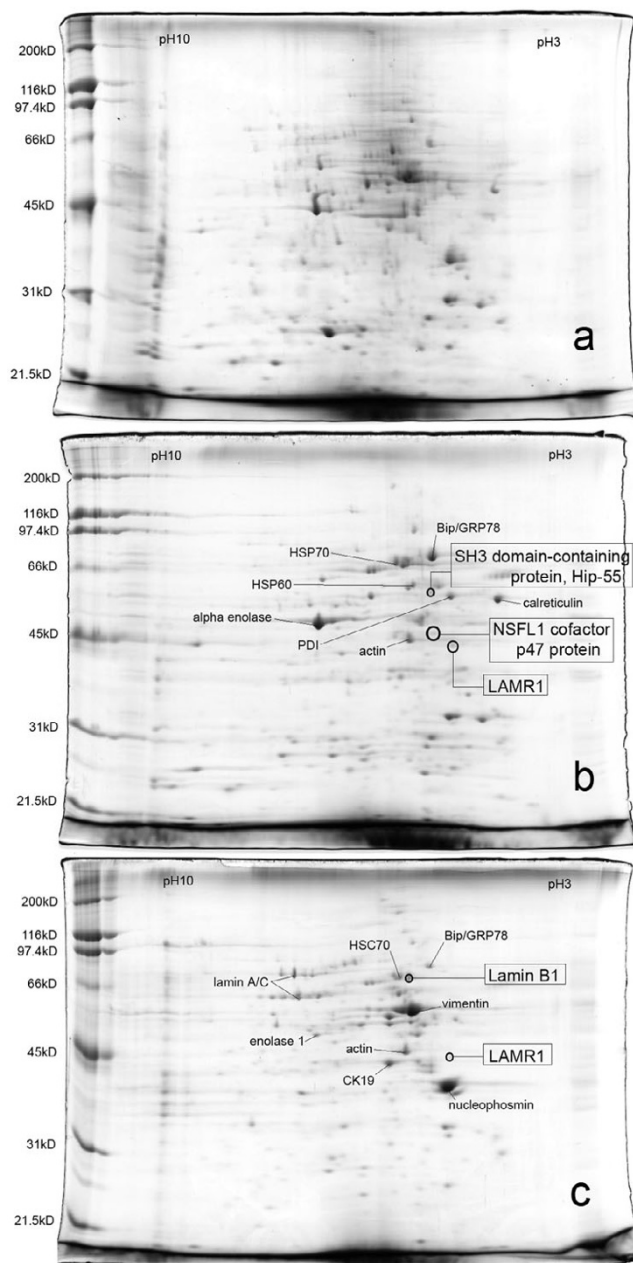 pH10 pH3
200kD
116kD
97.4kD
66kD
45kD
31kD
21.5kD
a
pH10 pH3
200kD
116kD
97.4kD
66kD
45kD
31kD
21.5kD
Bip/GRP78
HSP70
SH3 domain-containing
protein, Hip-55
HSP60
calreticulin
alpha enolase
PDI
actin
NSFL1 cofactor
p47 protein
LAMR1
b
pH10 pH3
200kD
116kD
97.4kD
66kD
45kD
31kD
21.5kD
HSC70
Bip/GRP78
lamin A/C
Lamin B1
vimentin
enolase 1
actin
LAMR1
CK19
nucleophosmin
c